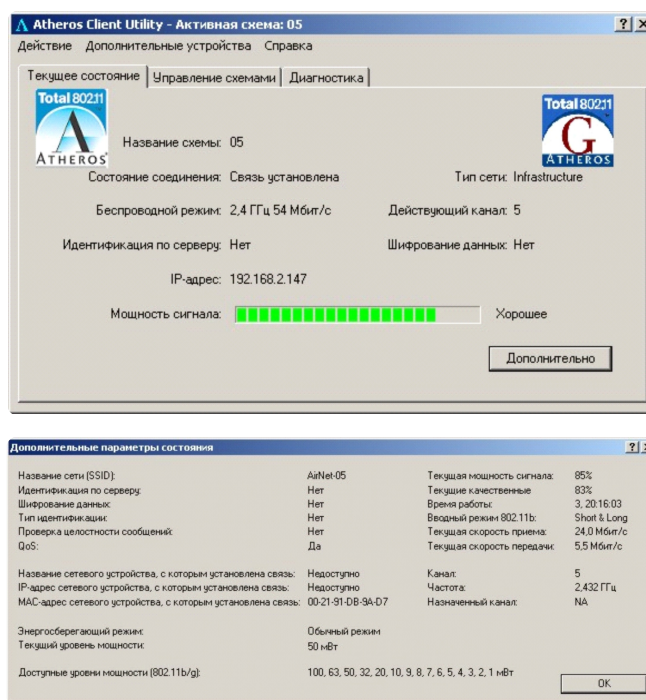 Atheros Client Utility - Активная схема: 05
Действие Дополнительные устройства Справка
Текущее состояние Управление схемами Диагностика
Total 802.11 ATHEROS
Total 802.11 G ATHEROS
Название схемы: 05
Состояние соединения: Связь установлена Тип сети: Infrastructure
Беспроводной режим: 2,4 ГГц 54 Мбит/с Действующий канал: 5
Идентификация по серверу: Нет Шифрование данных: Нет
IP-адрес: 192.168.2.147
Мощность сигнала: Хорошее
Дополнительно
Дополнительные параметры состояния
Название сети (SSID): AirNet-05 Текущая мощность сигнала: 85%
Идентификация по серверу: Нет Текущие качественные 83%
Шифрование данных: Нет Время работы: 3, 20:16:03
Тип идентификации: Нет Вводный режим 802.11b: Short & Long
Проверка целостности сообщений: Нет Текущая скорость приема: 24,0 Мбит/с
QoS: Да Текущая скорость передачи: 5,5 Мбит/с
Название сетевого устройства, с которым установлена связь: Недоступно Канал: 5
IP-адрес сетевого устройства, с которым установлена связь: Недоступно Частота: 2,432 ГГц
MAC-адрес сетевого устройства, с которым установлена связь: 00-21-91-DB-9A-D7 Назначенный канал: NA
Энергосберегающий режим: Обычный режим
Текущий уровень мощности: 50 мВт
Доступные уровни мощности (802.11b/g): 100, 63, 50, 32, 20, 10, 9, 8, 7, 6, 5, 4, 3, 2, 1 мВт
OK